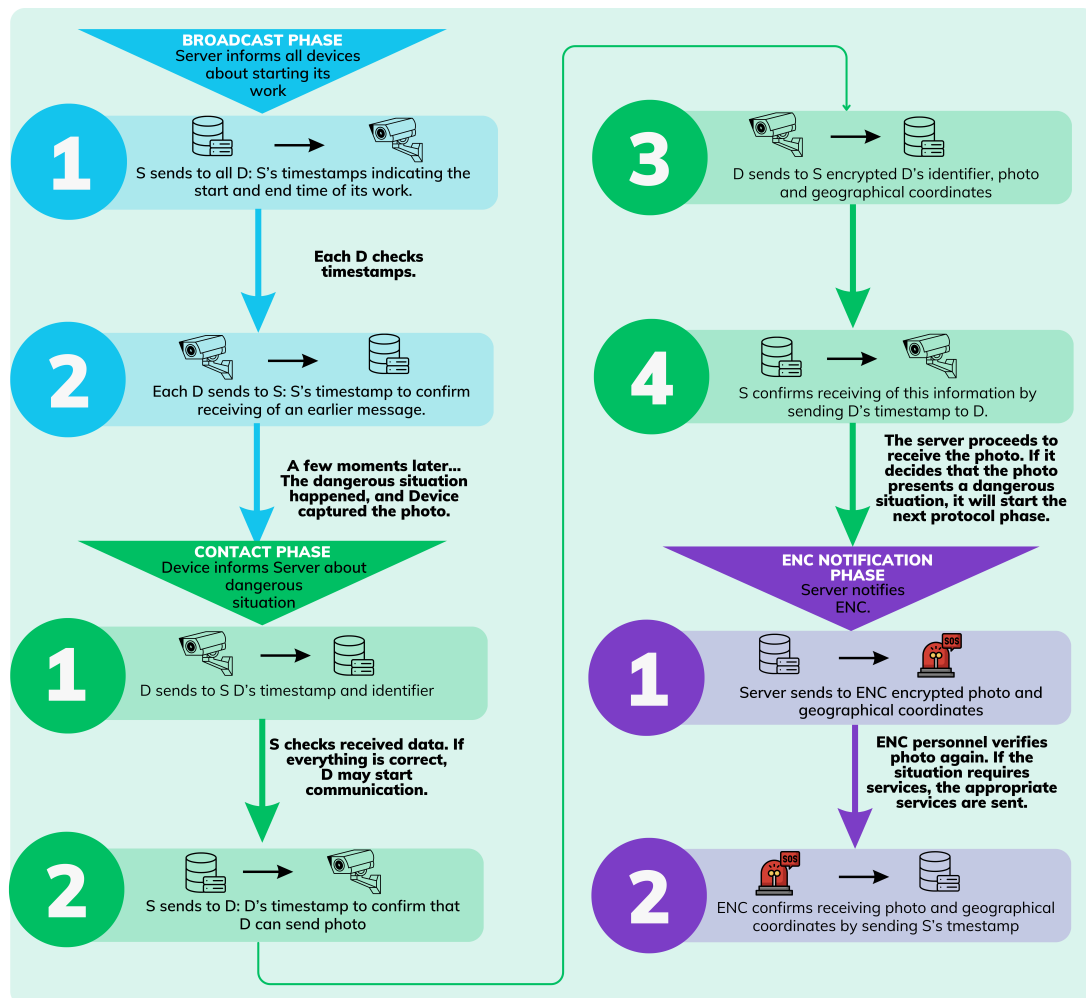 BROADCAST PHASE
Server informs all devices
about starting its
work
1
S sends to all D: S's timestamps indicating the
start and end time of its work.
Each D checks
timestamps.
2
Each D sends to S: S's timestamp to confirm
receiving of an earlier message.
A few moments later...
The dangerous situation
happened, and Device
captured the photo.
CONTACT PHASE
Device informs Server about
dangerous
situation
1
D sends to S D's timestamp and identifier
S checks received data. If
everything is correct,
D may start
communication.
2
S sends to D: D's timestamp to confirm that
D can send photo
3
D sends to S encrypted D's identifier, photo
and geographical coordinates
4
S confirms receiving of this information by
sending D's timestamp to D.
The server proceeds to
receive the photo. If it
decides that the photo
presents a dangerous
situation, it will start the
next protocol phase.
ENC NOTIFICATION
PHASE
Server notifies
ENC.
1
SOS
Server sends to ENC encrypted photo and
geographical coordinates
ENC personnel verifies
photo again. If the
situation requires
services, the appropriate
services are sent.
2
SOS
ENC confirms receiving photo and geographical
coordinates by sending S's tmestamp